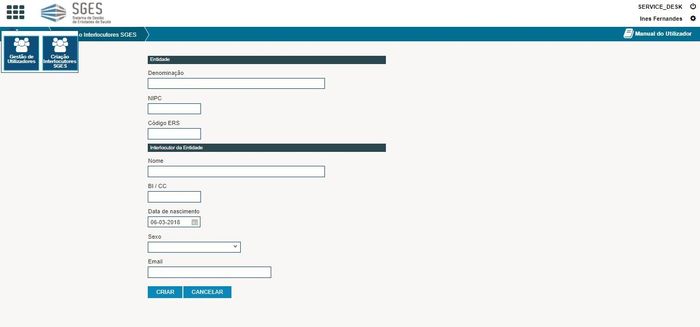 SGES
Sistema de Gestão
de Entidades de Saúde
SERVICE_DESK
Ines Fernandes
o Interlocutores SGES
Manual do Utilizador
Gestão de
Utilizadores
Criação
Interlocutores
SGES
Entidade
Denominação
NIPC
Código ERS
Interlocutor da Entidade
Nome
BI / CC
Data de nascimento
06-03-2018
Sexo
Email
CRIAR
CANCELAR